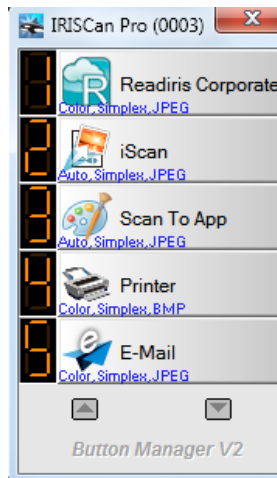 IRISCan Pro (0003)
1
Readiris Corporate
Color,Simplex,JPEG
2
iScan
Auto,Simplex,JPEG
3
Scan To App
Auto,Simplex,JPEG
4
Printer
Color,Simplex,BMP
5
E-Mail
Color,Simplex,JPEG
Button Manager V2